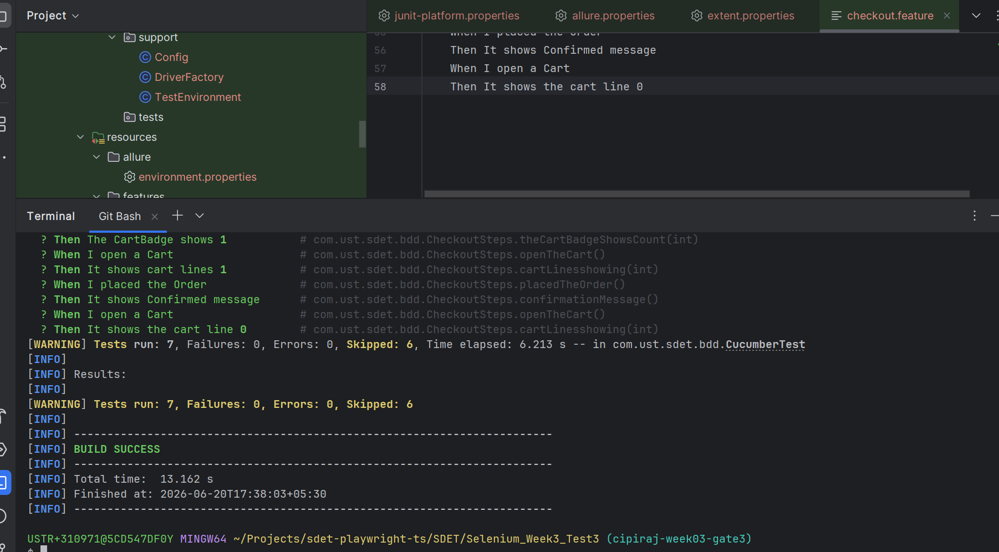 Project
junit-platform.properties
allure.properties
extent.properties
checkout.feature
support
Config
DriverFactory
TestEnvironment
tests
resources
allure
environment.properties
features
When I placed the Order
56 Then It shows Confirmed message
57 When I open a Cart
58 Then It shows the cart line 0
Terminal Git Bash
? Then The CartBadge shows 1 # com.ust.sdet.bdd.CheckoutSteps.theCartBadgeShowsCount(int)
? When I open a Cart # com.ust.sdet.bdd.CheckoutSteps.openTheCart()
? Then It shows cart lines 1 # com.ust.sdet.bdd.CheckoutSteps.cartLinesshowing(int)
? When I placed the Order # com.ust.sdet.bdd.CheckoutSteps.placedTheOrder()
? Then It shows Confirmed message # com.ust.sdet.bdd.CheckoutSteps.confirmationMessage()
? When I open a Cart # com.ust.sdet.bdd.CheckoutSteps.openTheCart()
? Then It shows the cart line 0 # com.ust.sdet.bdd.CheckoutSteps.cartLinesshowing(int)
[WARNING] Tests run: 7, Failures: 0, Errors: 0, Skipped: 6, Time elapsed: 6.213 s -- in com.ust.sdet.bdd.CucumberTest
[INFO]
[INFO] Results:
[INFO]
[WARNING] Tests run: 7, Failures: 0, Errors: 0, Skipped: 6
[INFO]
[INFO] ------------------------------------------------------------------------
[INFO] BUILD SUCCESS
[INFO] ------------------------------------------------------------------------
[INFO] Total time:  13.162 s
[INFO] Finished at: 2026-06-20T17:38:03+05:30
[INFO] ------------------------------------------------------------------------
USTR+310971@5CD547DF0Y MINGW64 ~/Projects/sdet-playwright-ts/SDET/Selenium_Week3_Test3 (cipiraj-week03-gate3)
$